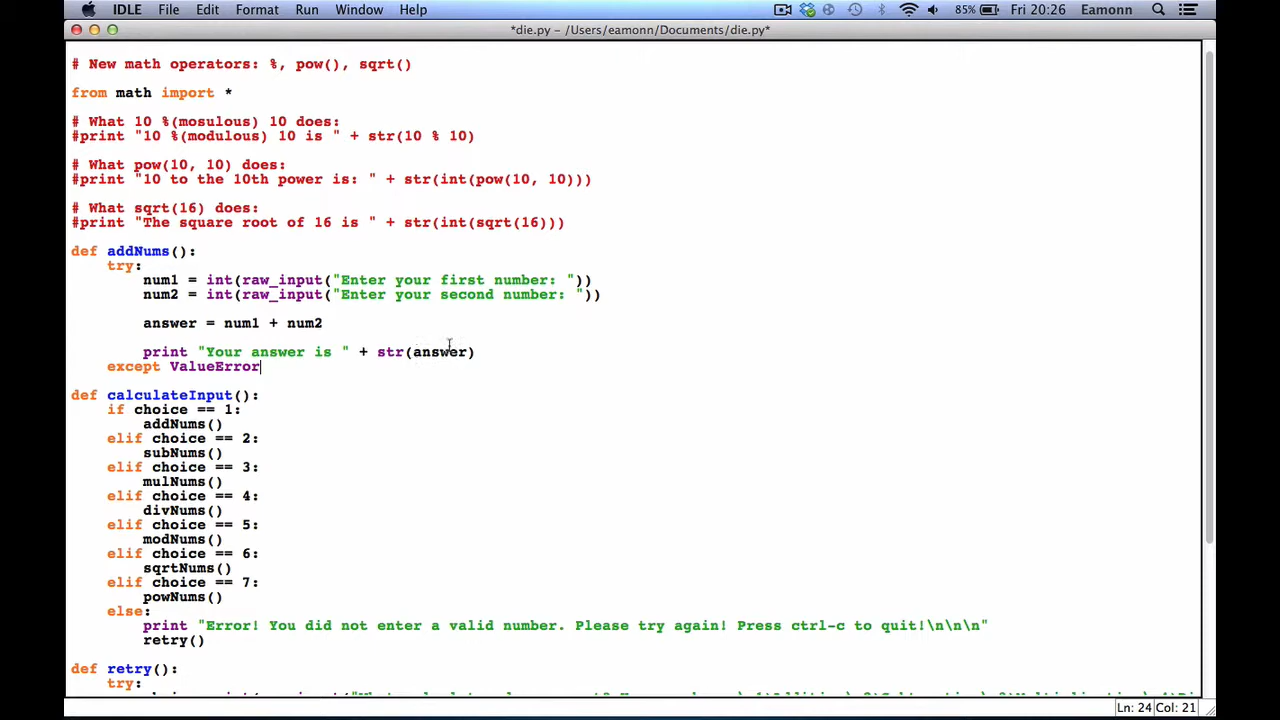 IDLE File Edit Format Run Window Help 85% Fri 20:26 Eamonn
*die.py - /Users/eamonn/Documents/die.py*
# New math operators: %, pow(), sqrt()
from math import *
# What 10 %(mosulous) 10 does:
#print "10 %(modulous) 10 is " + str(10 % 10)
# What pow(10, 10) does:
#print "10 to the 10th power is: " + str(int(pow(10, 10)))
# What sqrt(16) does:
#print "The square root of 16 is " + str(int(sqrt(16)))
def addNums():
try:
num1 = int(raw_input("Enter your first number: "))
num2 = int(raw_input("Enter your second number: "))
answer = num1 + num2
print "Your answer is " + str(answer)
except ValueError
def calculateInput():
if choice == 1:
addNums()
elif choice == 2:
subNums()
elif choice == 3:
mulNums()
elif choice == 4:
divNums()
elif choice == 5:
modNums()
elif choice == 6:
sqrtNums()
elif choice == 7:
powNums()
else:
print "Error! You did not enter a valid number. Please try again! Press ctrl-c to quit!\n\n\n"
retry()
def retry():
try:
Ln: 24 Col: 21